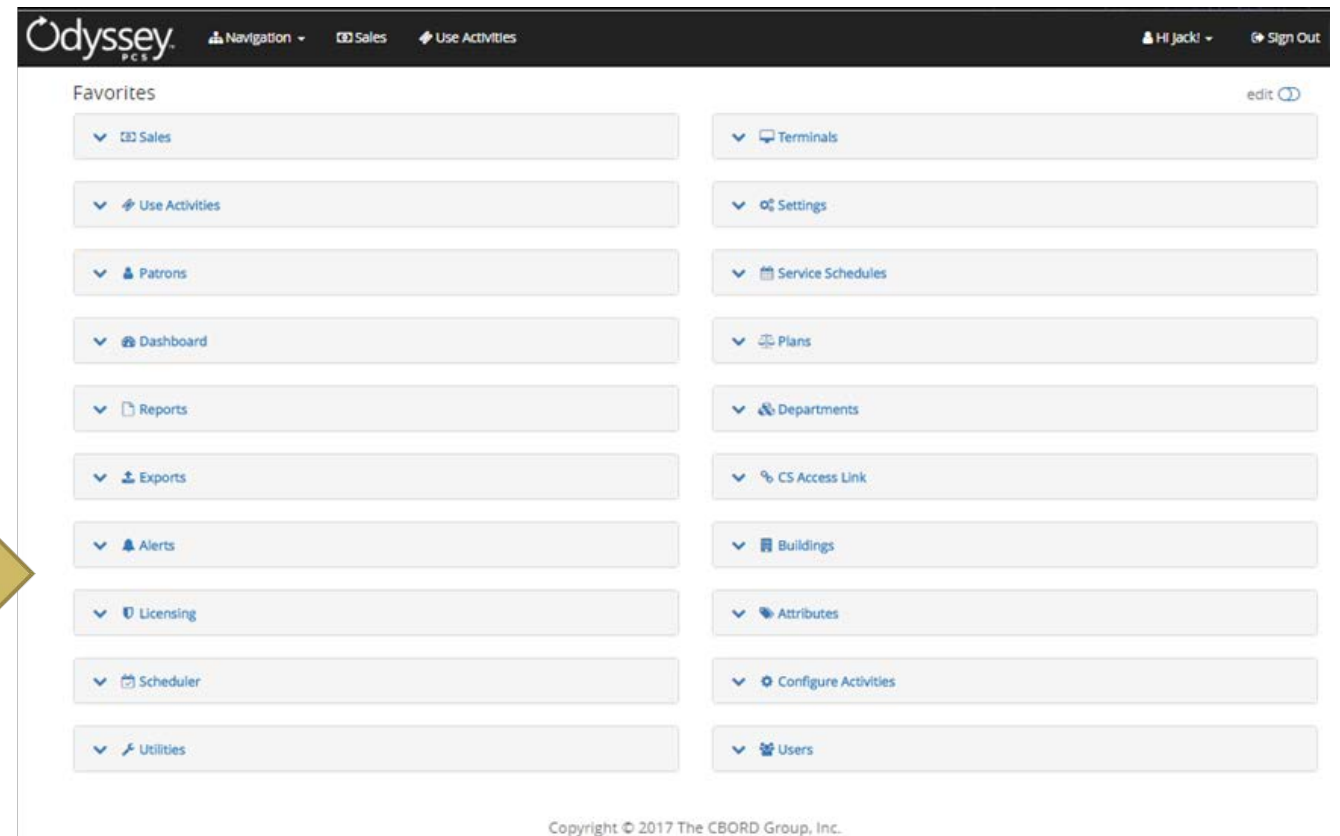 Odyssey PCS Navigation Sales Use Activities Hi Jack! Sign Out
Favorites edit
Sales Terminals
Use Activities Settings
Patrons Service Schedules
Dashboard Plans
Reports Departments
Exports CS Access Link
Alerts Buildings
Licensing Attributes
Scheduler Configure Activities
Utilities Users
Copyright © 2017 The CBORD Group, Inc.